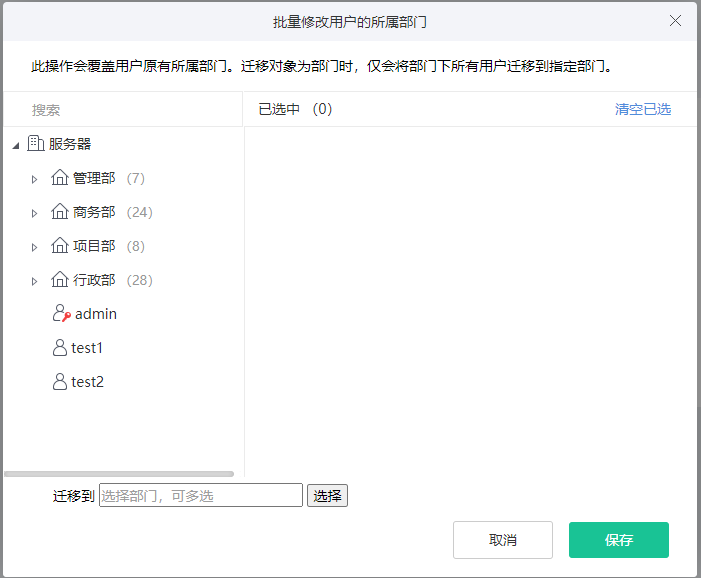 批量修改用户的所属部门
此操作会覆盖用户原有所属部门。迁移对象为部门时，仅会将部门下所有用户迁移到指定部门。
搜索
已选中 （0）
清空已选
服务器
管理部 （7）
商务部 （24）
项目部 （8）
行政部 （28）
admin
test1
test2
迁移到 选择部门，可多选 选择
取消 保存